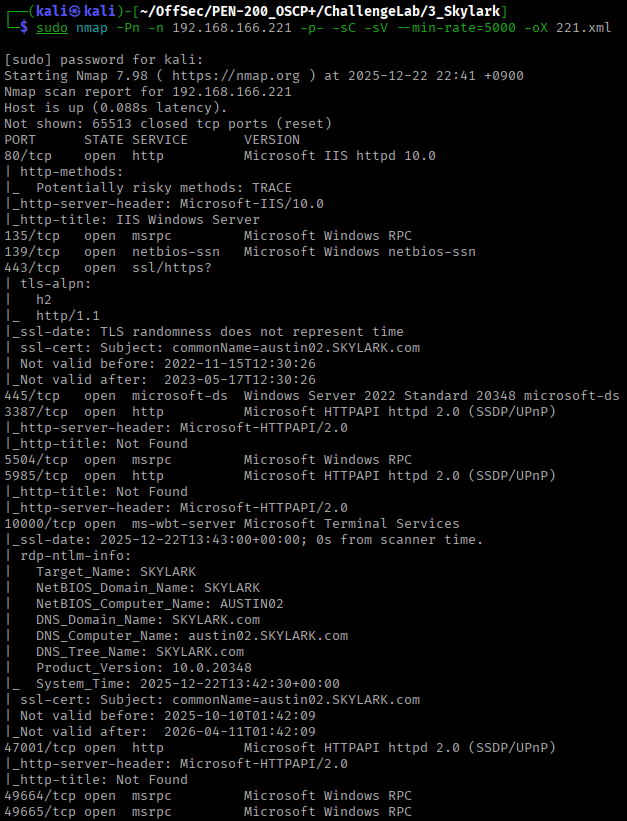 ┌──(kali㉿kali)-[~/OffSec/PEN-200_OSCP+/ChallengeLab/3_Skylark]
└─$ sudo nmap -Pn -n 192.168.166.221 -p- -sC -sV --min-rate=5000 -oX 221.xml
[sudo] password for kali:
Starting Nmap 7.98 ( https://nmap.org ) at 2025-12-22 22:41 +0900
Nmap scan report for 192.168.166.221
Host is up (0.088s latency).
Not shown: 65513 closed tcp ports (reset)
PORT      STATE SERVICE       VERSION
80/tcp    open  http          Microsoft IIS httpd 10.0
| http-methods:
|_  Potentially risky methods: TRACE
|_http-server-header: Microsoft-IIS/10.0
|_http-title: IIS Windows Server
135/tcp   open  msrpc         Microsoft Windows RPC
139/tcp   open  netbios-ssn   Microsoft Windows netbios-ssn
443/tcp   open  ssl/https?
| tls-alpn:
|   h2
|_  http/1.1
|_ssl-date: TLS randomness does not represent time
| ssl-cert: Subject: commonName=austin02.SKYLARK.com
| Not valid before: 2022-11-15T12:30:26
|_Not valid after:  2023-05-17T12:30:26
445/tcp   open  microsoft-ds  Windows Server 2022 Standard 20348 microsoft-ds
3387/tcp  open  http          Microsoft HTTPAPI httpd 2.0 (SSDP/UPnP)
|_http-server-header: Microsoft-HTTPAPI/2.0
|_http-title: Not Found
5504/tcp  open  msrpc         Microsoft Windows RPC
5985/tcp  open  http          Microsoft HTTPAPI httpd 2.0 (SSDP/UPnP)
|_http-title: Not Found
|_http-server-header: Microsoft-HTTPAPI/2.0
10000/tcp open  ms-wbt-server Microsoft Terminal Services
|_ssl-date: 2025-12-22T13:43:00+00:00; 0s from scanner time.
| rdp-ntlm-info:
|   Target_Name: SKYLARK
|   NetBIOS_Domain_Name: SKYLARK
|   NetBIOS_Computer_Name: AUSTIN02
|   DNS_Domain_Name: SKYLARK.com
|   DNS_Computer_Name: austin02.SKYLARK.com
|   DNS_Tree_Name: SKYLARK.com
|   Product_Version: 10.0.20348
|_  System_Time: 2025-12-22T13:42:30+00:00
| ssl-cert: Subject: commonName=austin02.SKYLARK.com
| Not valid before: 2025-10-10T01:42:09
|_Not valid after:  2026-04-11T01:42:09
47001/tcp open  http          Microsoft HTTPAPI httpd 2.0 (SSDP/UPnP)
|_http-server-header: Microsoft-HTTPAPI/2.0
|_http-title: Not Found
49664/tcp open  msrpc         Microsoft Windows RPC
49665/tcp open  msrpc         Microsoft Windows RPC